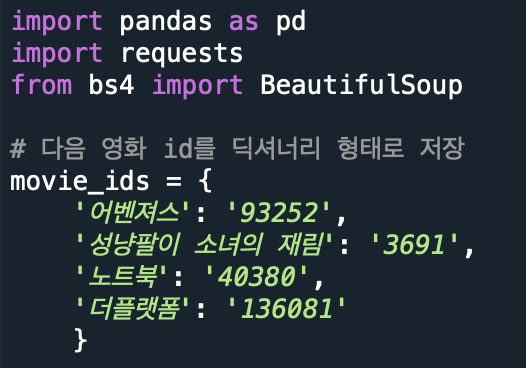 import pandas as pd
import requests
from bs4 import BeautifulSoup
# 다음 영화 id를 딕셔너리 형태로 저장
movie_ids = {
'어벤져스': '93252',
'성냥팔이 소녀의 재림': '3691',
'노트북': '40380',
'더플랫폼': '136081'
}